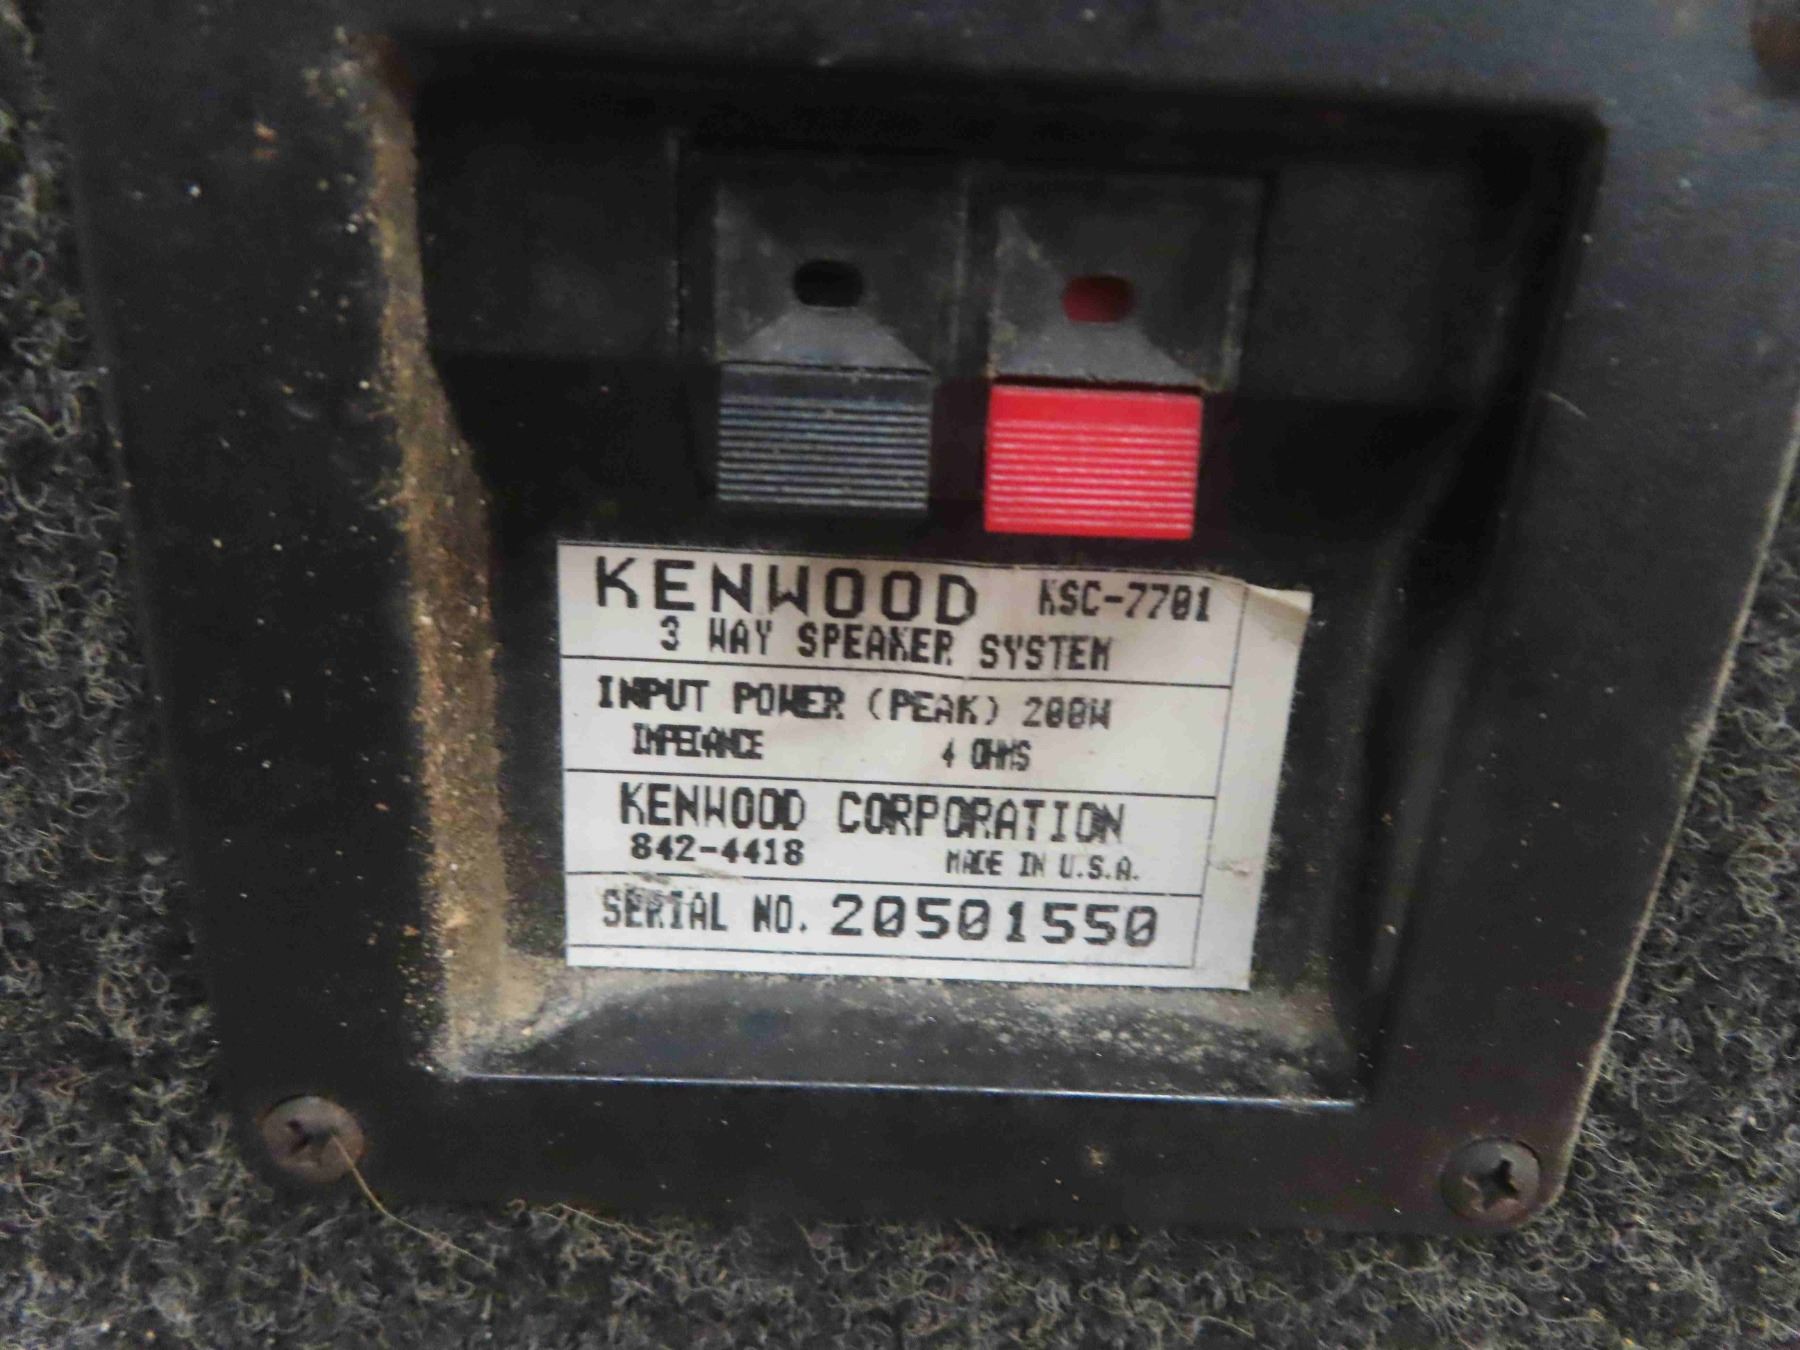 KENWOOD KSC-7701
3 WAY SPEAKER SYSTEM
INPUT POWER (PEAK) 200W
IMPEDANCE 4 OHMS
KENWOOD CORPORATION
842-4418 MADE IN U.S.A.
SERIAL NO. 20501550